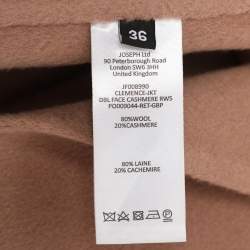 36
JOSEPH Ltd
90 Peterborough Road
London SW6 3HH
United Kingdom
JF008990
CLEMENCE-JKT
DBL FACE CASHMERE RWS
PO009044-RET-GBP
80%WOOL
20%CASHMERE
80% LAINE
20% CACHEMIRE